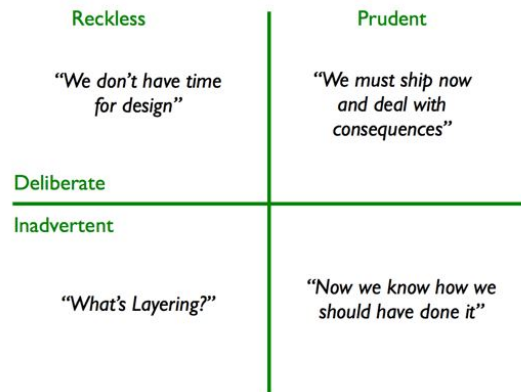 Reckless
Prudent
“We don’t have time
for design”
“We must ship now
and deal with
consequences”
Deliberate
Inadvertent
“What’s Layering?”
“Now we know how we
should have done it”